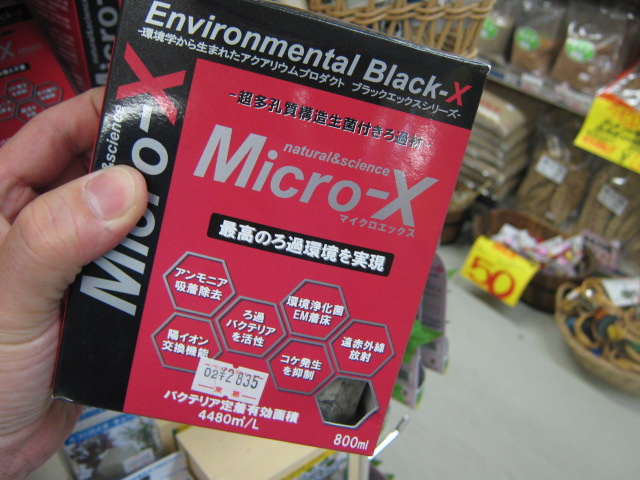 Environmental Black-X
-環境学から生まれたアクアリウムプロダクト ブラックエックスシリーズ-
-超多孔質構造生菌付きろ過材-
natural&science
Micro-X
マイクロエックス
最高のろ過環境を実現
アンモニア
吸着除去
ろ過
バクテリア
を活性
環境浄化菌
EM着床
遠赤外線
放射
陽イオン
交換機能
コケ発生
を抑制
02 ¥2,835
バクテリア定量有効面積
4480㎡/L
800ml
&science
Micro-X
50